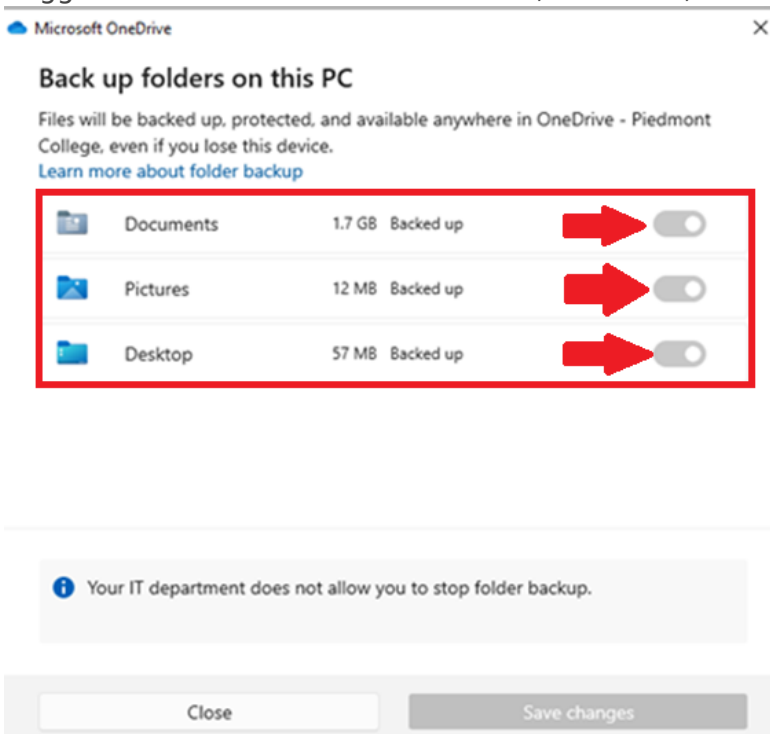 Microsoft OneDrive
Back up folders on this PC
Files will be backed up, protected, and available anywhere in OneDrive - Piedmont
College, even if you lose this device.
Learn more about folder backup
Documents 1.7 GB Backed up
Pictures 12 MB Backed up
Desktop 57 MB Backed up
Your IT department does not allow you to stop folder backup.
Close Save changes